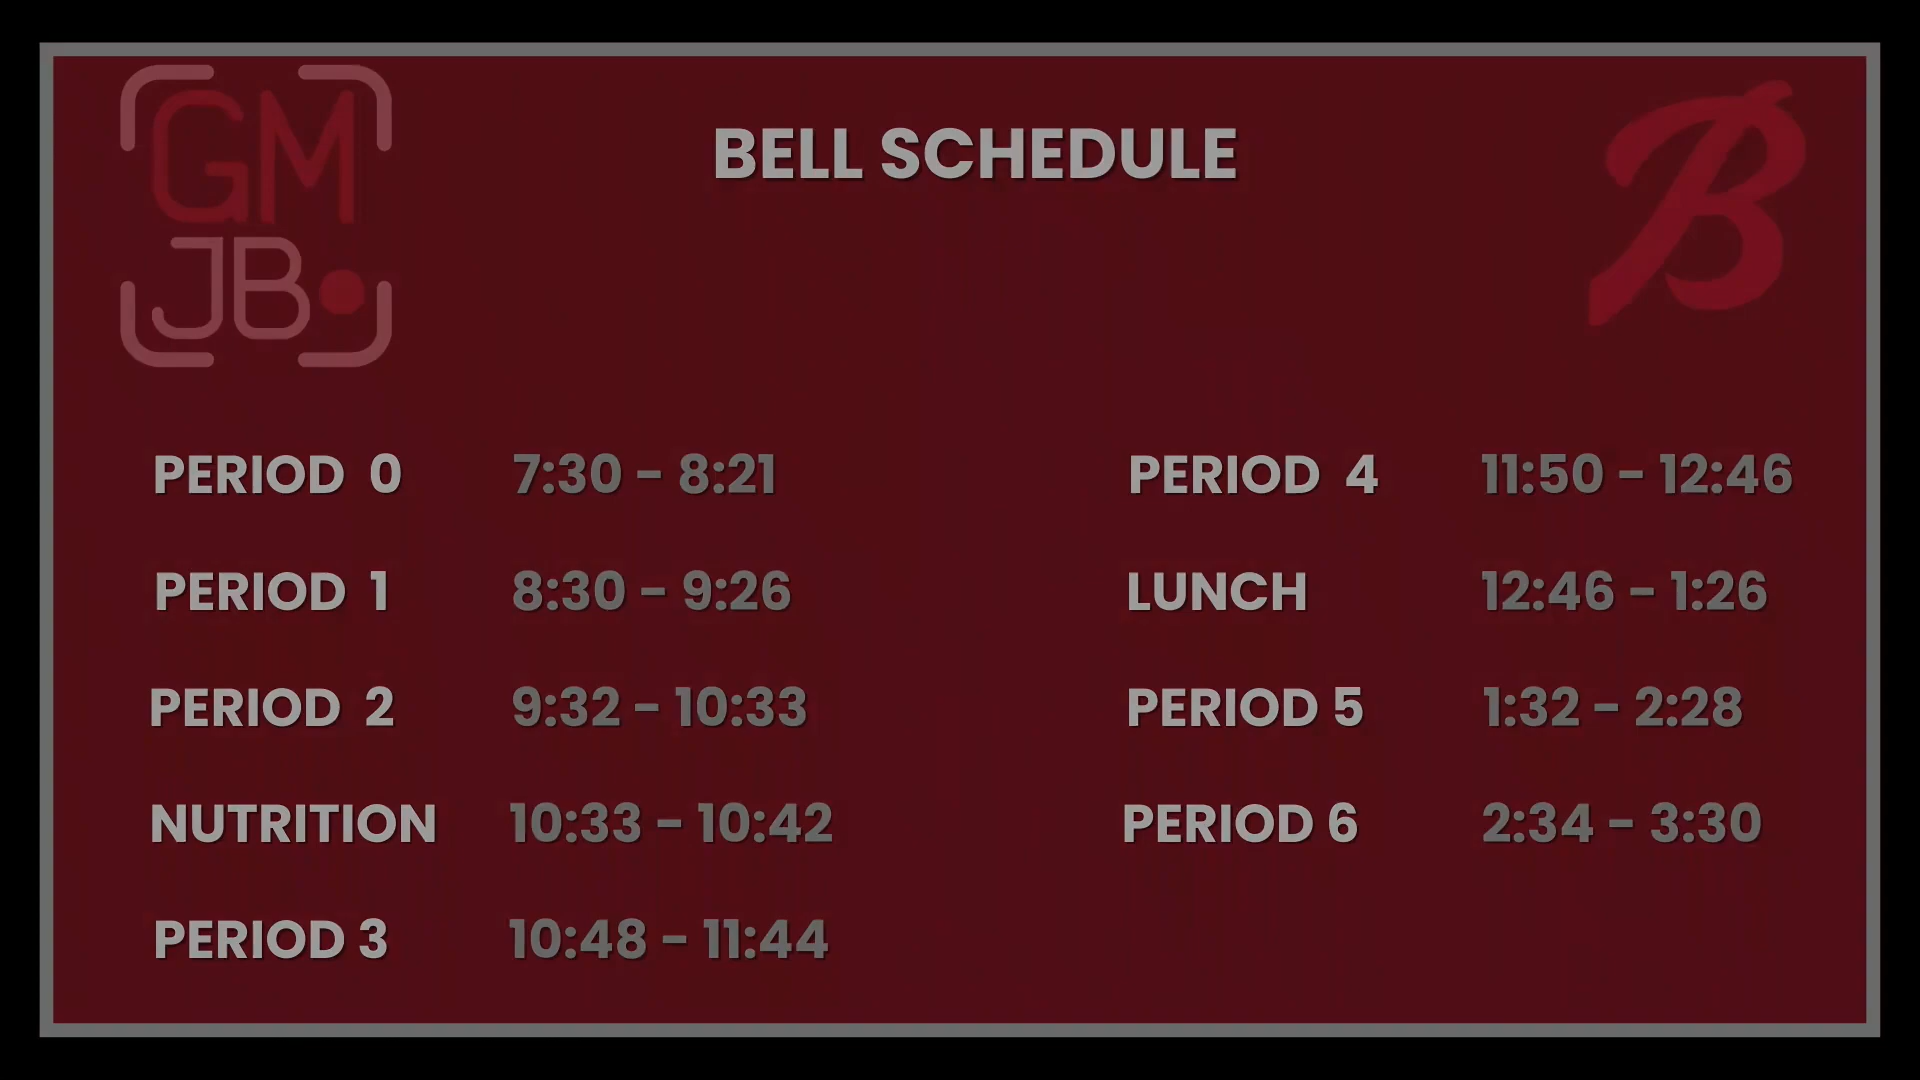 GM
JB
B
BELL SCHEDULE
PERIOD 0 7:30 - 8:21
PERIOD 1 8:30 - 9:26
PERIOD 2 9:32 - 10:33
NUTRITION 10:33 - 10:42
PERIOD 3 10:48 - 11:44
PERIOD 4 11:50 - 12:46
LUNCH 12:46 - 1:26
PERIOD 5 1:32 - 2:28
PERIOD 6 2:34 - 3:30